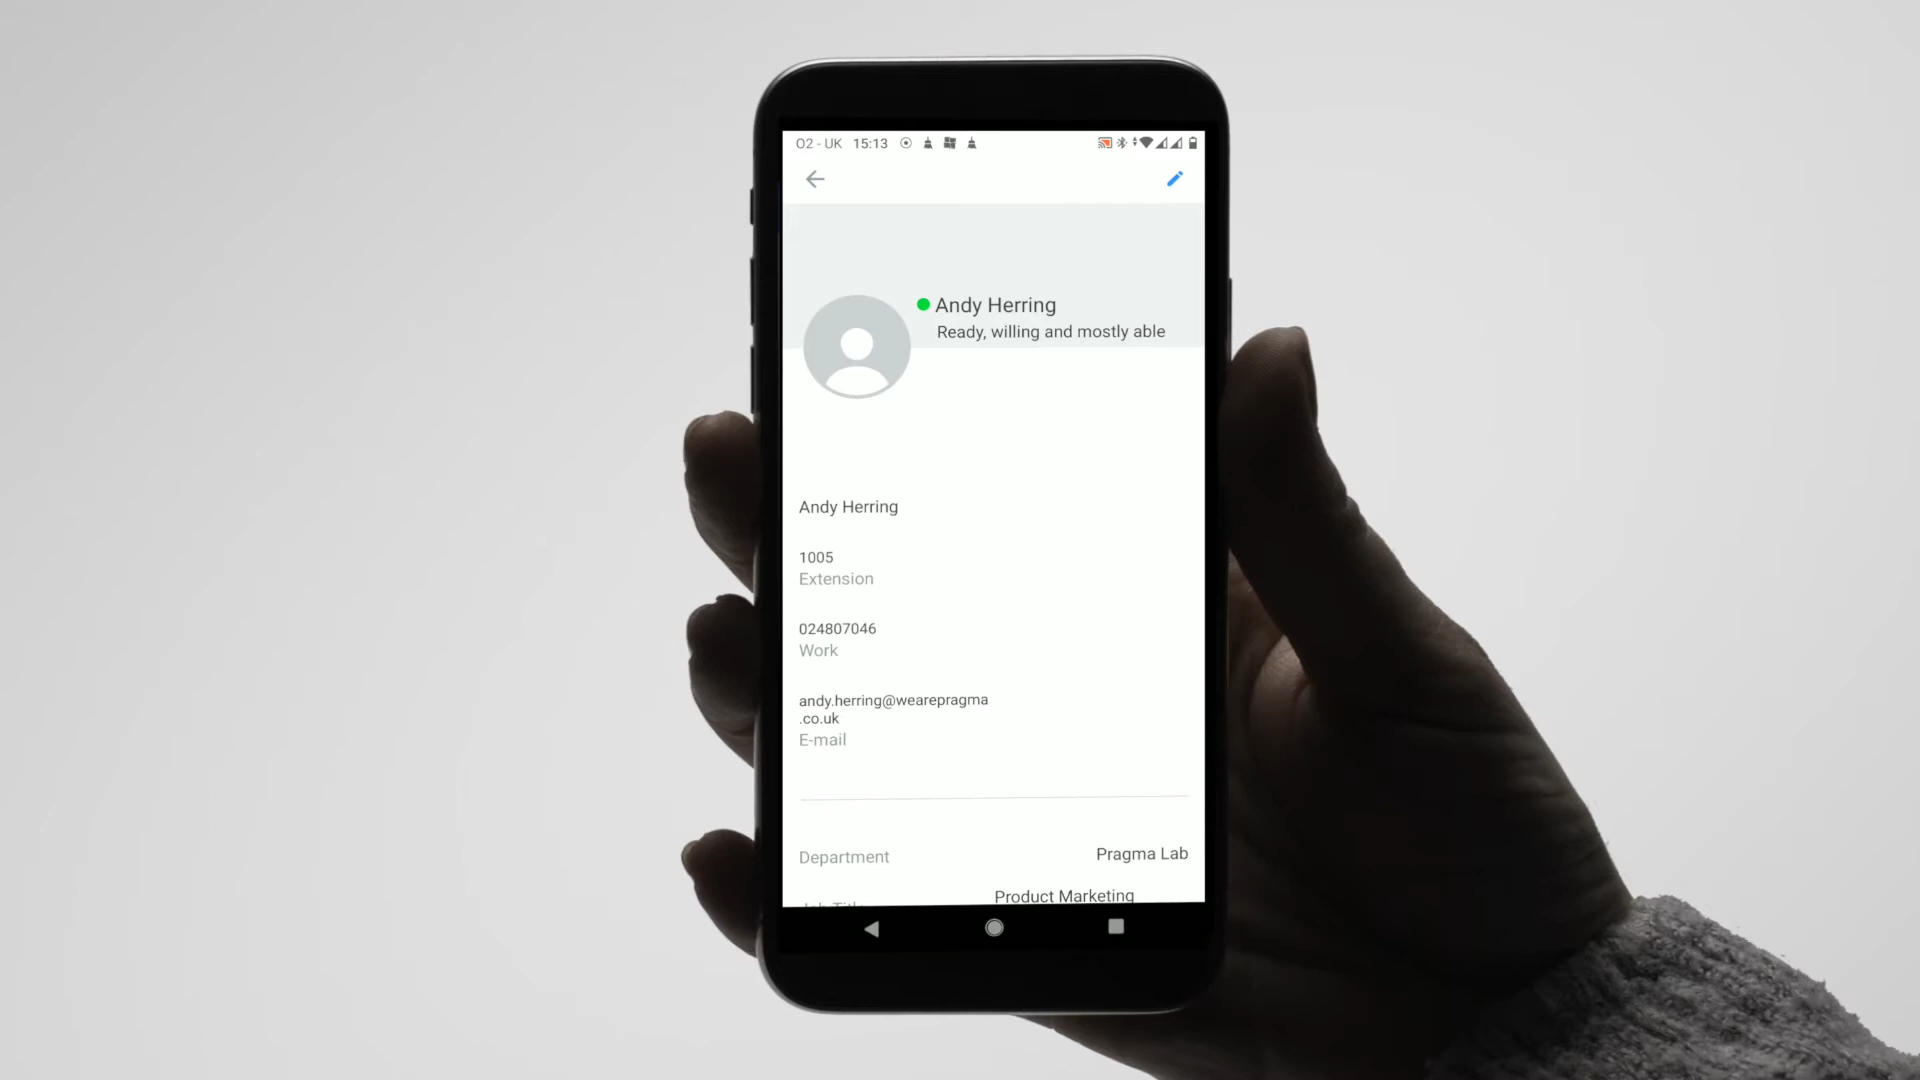 O2 - UK 15:13
Andy Herring
Ready, willing and mostly able
Andy Herring
1005
Extension
024807046
Work
andy.herring@wearepragma
.co.uk
E-mail
Department Pragma Lab
Product Marketing